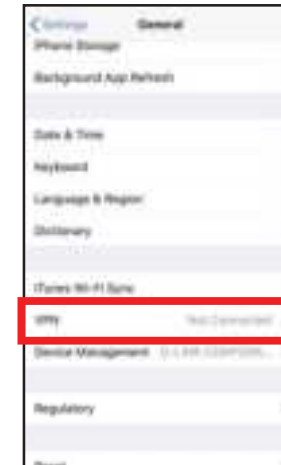 Settings General
iPhone Storage
Background App Refresh
Date & Time
Keyboard
Language & Region
Dictionary
iTunes Wi-Fi Sync
VPN Not Connected
Device Management
Regulatory
Reset